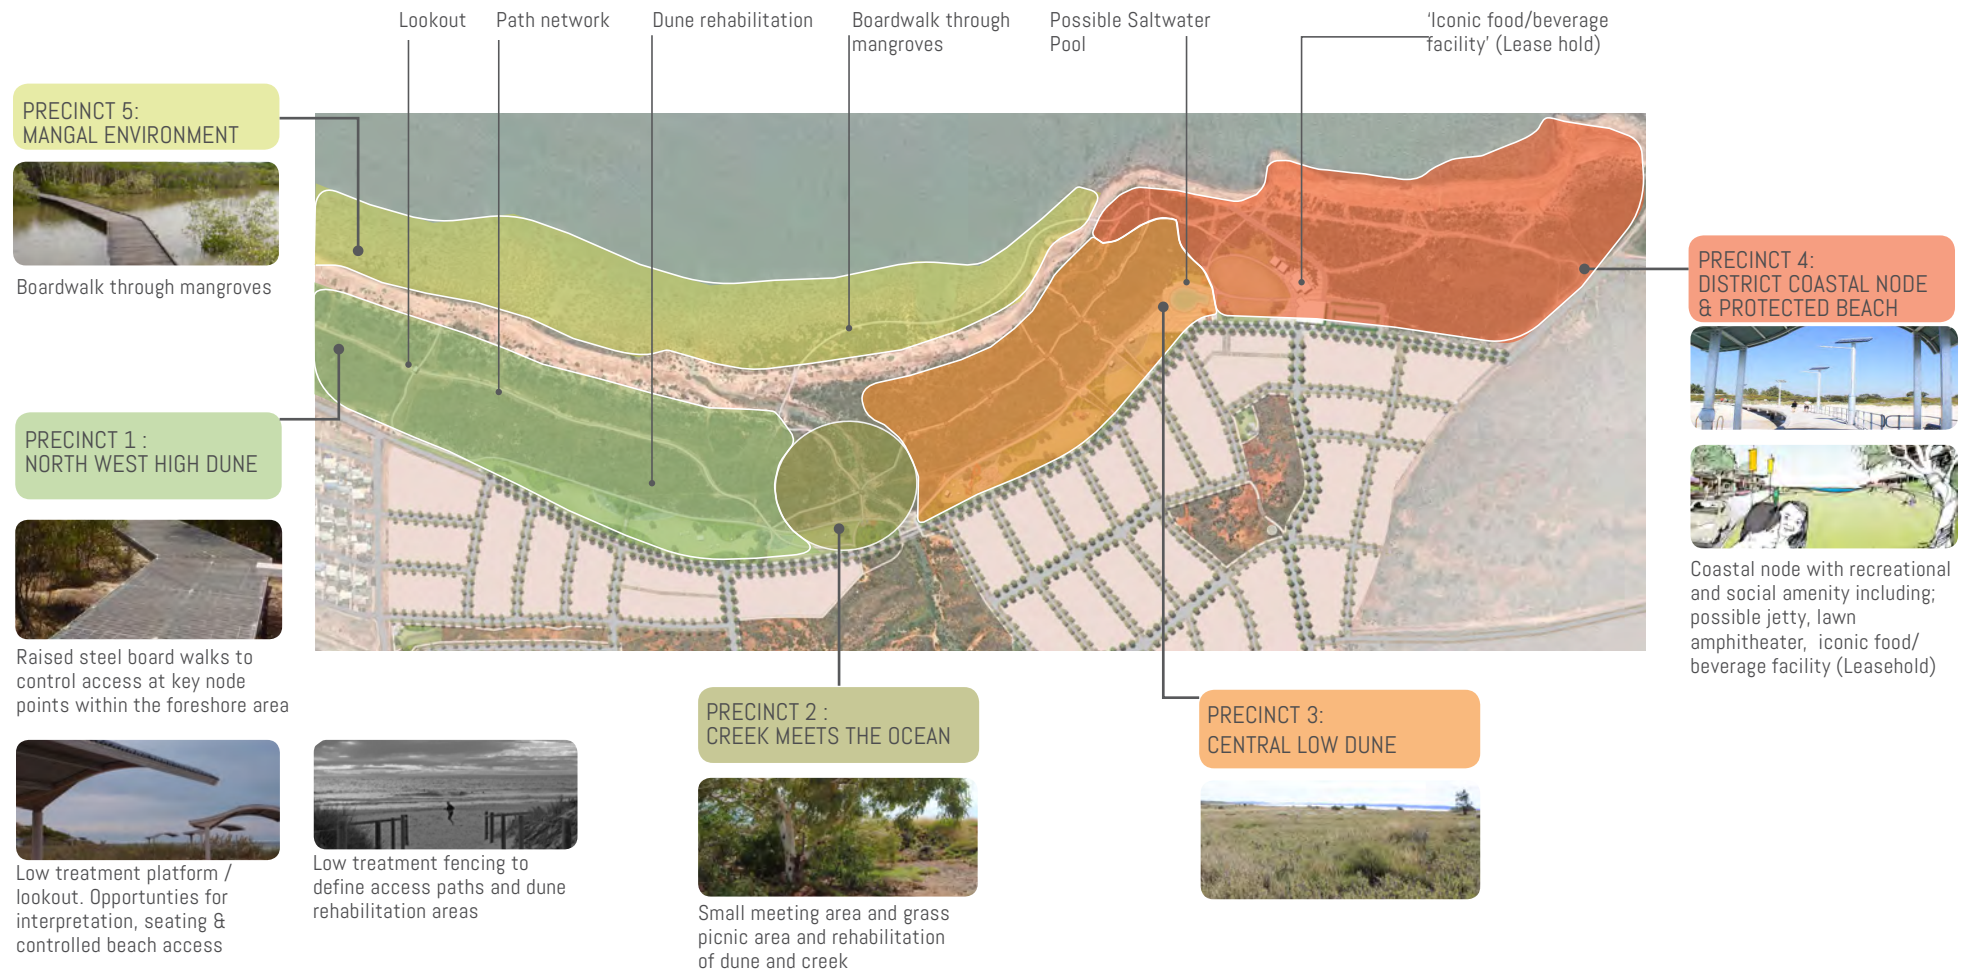 Lookout
Path network
Dune rehabilitation
Boardwalk through
mangroves
Possible Saltwater
Pool
‘Iconic food/beverage
facility’ (Lease hold)
PRECINCT 5:
MANGAL ENVIRONMENT
Boardwalk through mangroves
PRECINCT 1 :
NORTH WEST HIGH DUNE
Raised steel board walks to
control access at key node
points within the foreshore area
Low treatment platform /
lookout. Opportunties for
interpretation, seating &
controlled beach access
Low treatment fencing to
define access paths and dune
rehabilitation areas
PRECINCT 2 :
CREEK MEETS THE OCEAN
Small meeting area and grass
picnic area and rehabilitation
of dune and creek
PRECINCT 3:
CENTRAL LOW DUNE
PRECINCT 4:
DISTRICT COASTAL NODE
& PROTECTED BEACH
Coastal node with recreational
and social amenity including;
possible jetty, lawn
amphitheater, iconic food/
beverage facility (Leasehold)